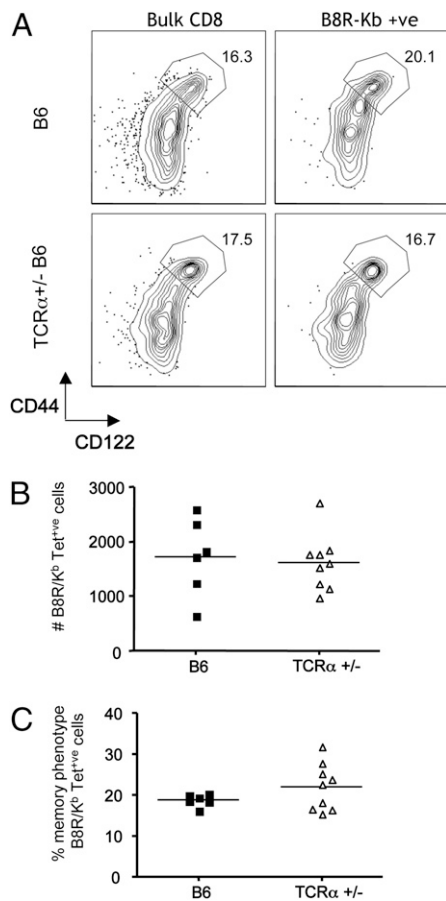 A
Bulk CD8
B8R-Kb +ve
B6
16.3
20.1
TCRα+/- B6
17.5
16.7
CD44
CD122
B
# B8R/Kᵇ Tet⁺ᵛᵉ cells
3000
2000
1000
0
B6
TCRα +/-
C
% memory phenotype
B8R/Kᵇ Tet⁺ᵛᵉ cells
40
30
20
10
0
B6
TCRα +/-